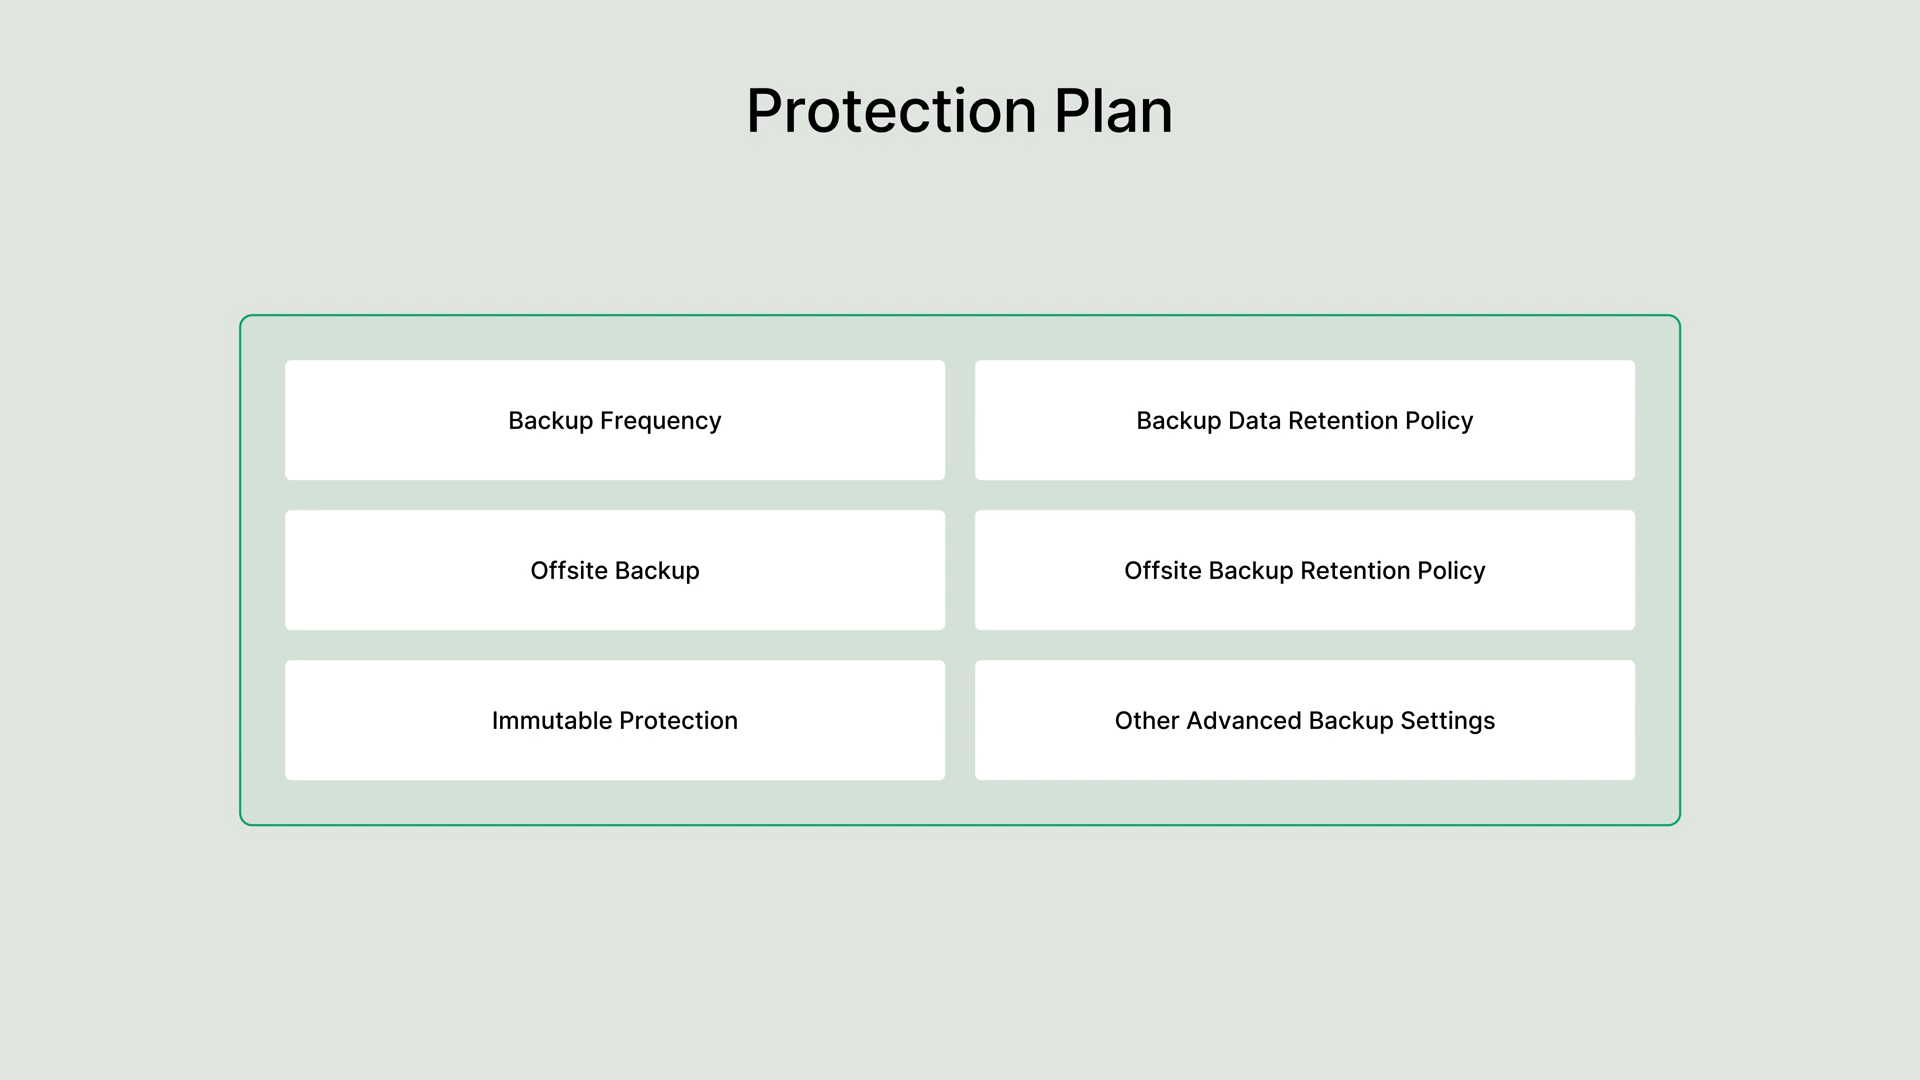 Protection Plan
Backup Frequency
Backup Data Retention Policy
Offsite Backup
Offsite Backup Retention Policy
Immutable Protection
Other Advanced Backup Settings